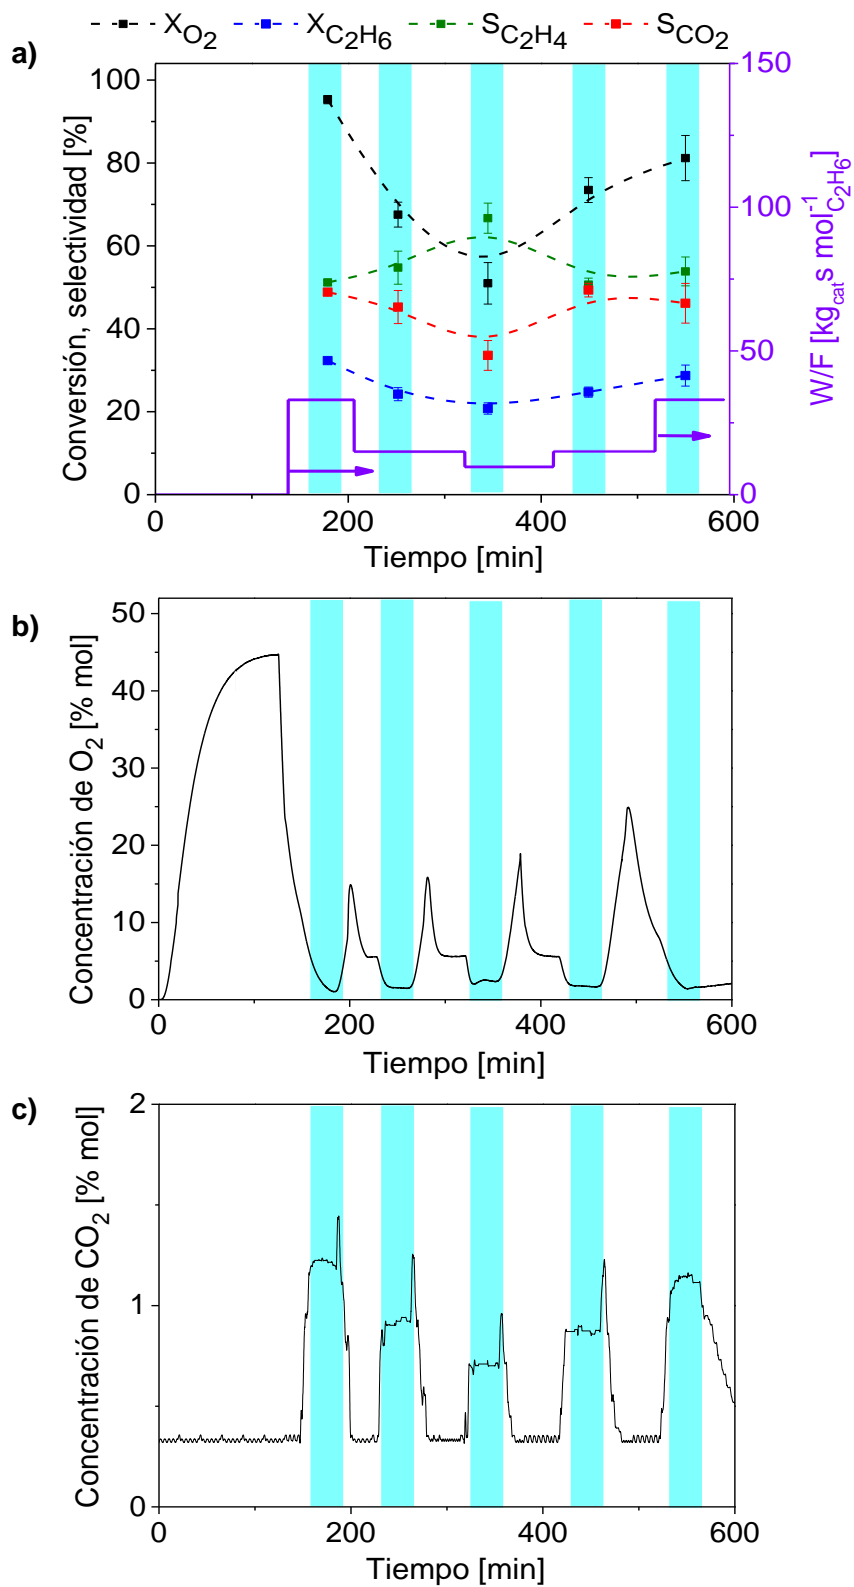 X_O2 X_C2H6 S_C2H4 S_CO2
a)
Conversión, selectividad [%]
100
80
60
40
20
0
150
100
50
0
W/F [kg_cat s mol^-1_C2H6]
0 200 400 600
Tiempo [min]
b)
Concentración de O2 [% mol]
50
40
30
20
10
0
0 200 400 600
Tiempo [min]
c)
Concentración de CO2 [% mol]
2
1
0
0 200 400 600
Tiempo [min]